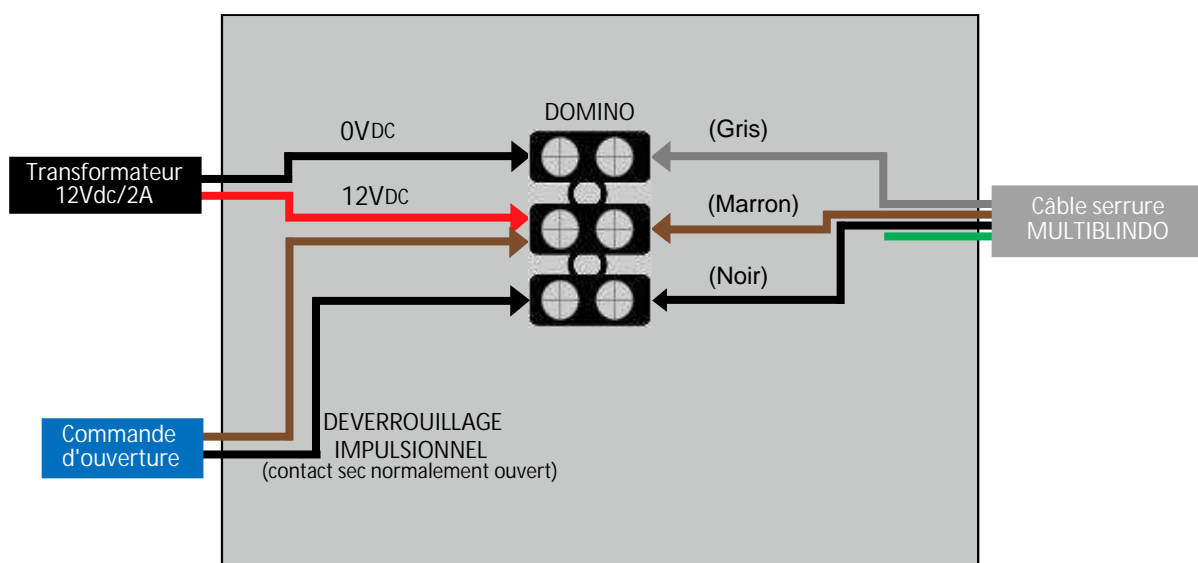 DOMINO
0VDC
(Gris)
Transformateur
12Vdc/2A
12VDC
(Marron)
Câble serrure
MULTIBLINDO
(Noir)
Commande
d'ouverture
DEVERROUILLAGE
IMPULSIONNEL
(contact sec normalement ouvert)